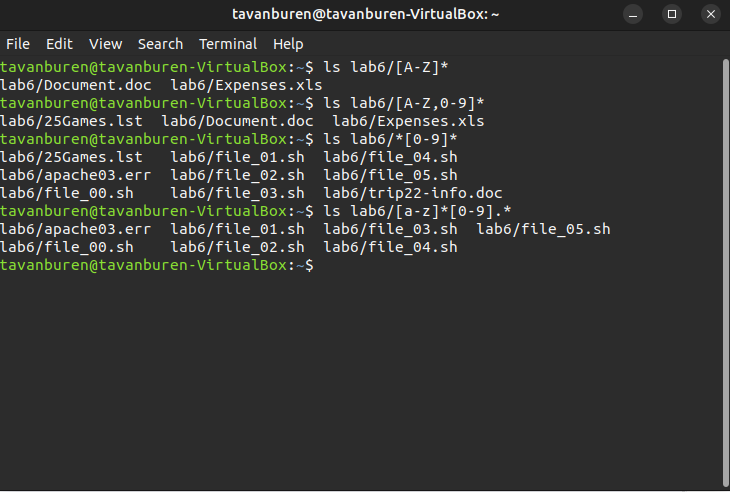 tavanburen@tavanburen-VirtualBox: ~
File Edit View Search Terminal Help
tavanburen@tavanburen-VirtualBox:~$ ls lab6/[A-Z]*
lab6/Document.doc  lab6/Expenses.xls
tavanburen@tavanburen-VirtualBox:~$ ls lab6/[A-Z,0-9]*
lab6/25Games.lst  lab6/Document.doc  lab6/Expenses.xls
tavanburen@tavanburen-VirtualBox:~$ ls lab6/*[0-9]*
lab6/25Games.lst   lab6/file_01.sh  lab6/file_04.sh
lab6/apache03.err  lab6/file_02.sh  lab6/file_05.sh
lab6/file_00.sh    lab6/file_03.sh  lab6/trip22-info.doc
tavanburen@tavanburen-VirtualBox:~$ ls lab6/[a-z]*[0-9].*
lab6/apache03.err  lab6/file_01.sh  lab6/file_03.sh  lab6/file_05.sh
lab6/file_00.sh    lab6/file_02.sh  lab6/file_04.sh
tavanburen@tavanburen-VirtualBox:~$